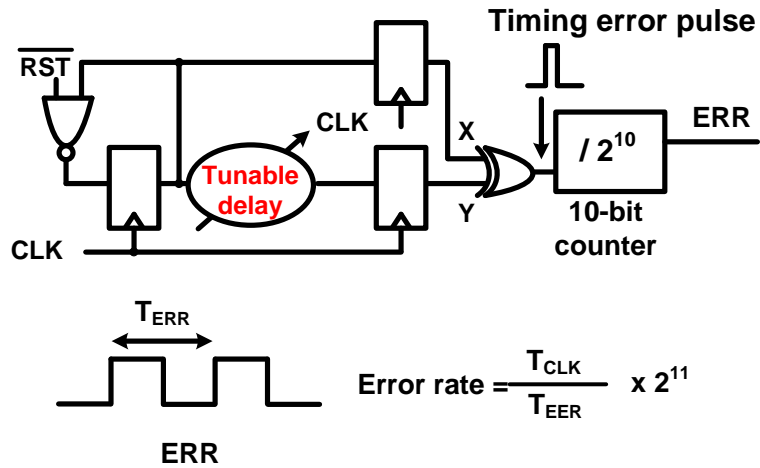 Timing error pulse
RST
CLK
X
ERR
/ 2^10
Tunable
delay
Y
10-bit
counter
CLK
T_ERR
Error rate = T_CLK / T_EER x 2^11
ERR